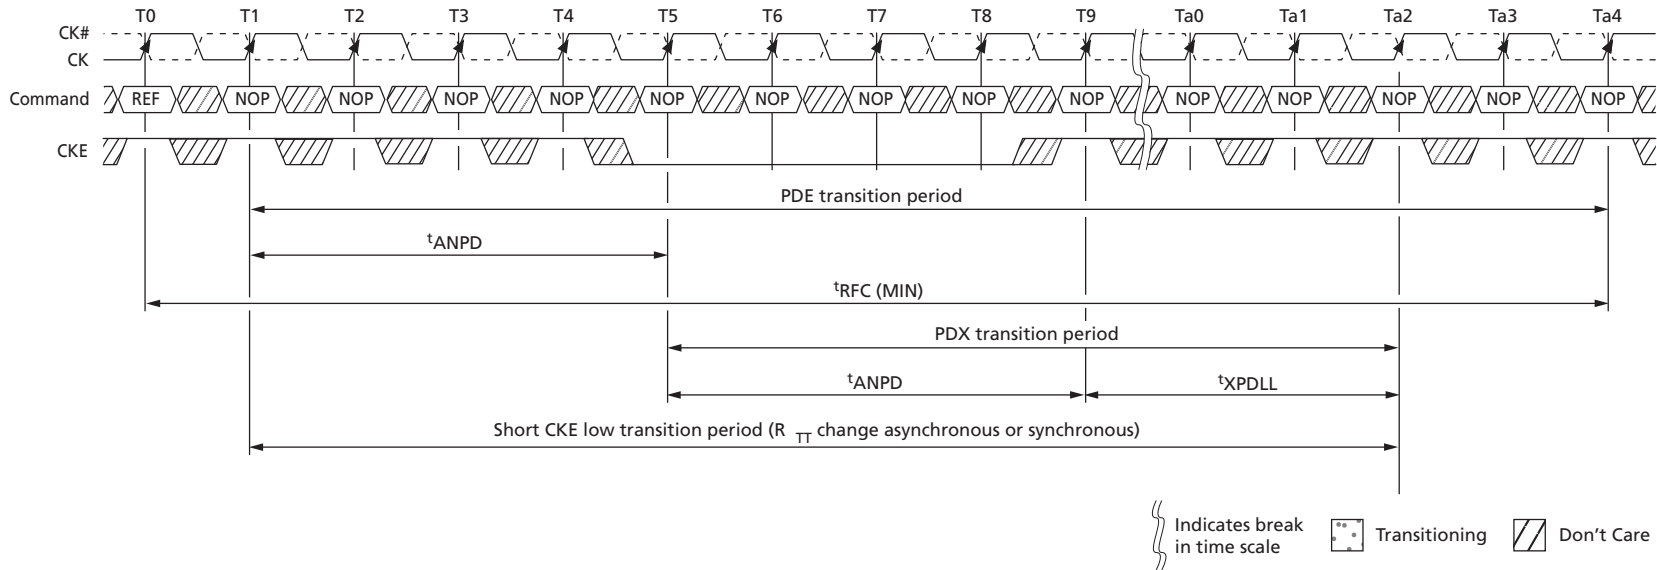 T0 T1 T2 T3 T4 T5 T6 T7 T8 T9 Ta0 Ta1 Ta2 Ta3 Ta4
CK#
CK
Command REF NOP NOP NOP NOP NOP NOP NOP NOP NOP NOP NOP NOP NOP NOP
CKE
PDE transition period
tANPD
tRFC (MIN)
PDX transition period
tANPD tXPDLL
Short CKE low transition period (R TT change asynchronous or synchronous)
Indicates break
in time scale
Transitioning
Don't Care